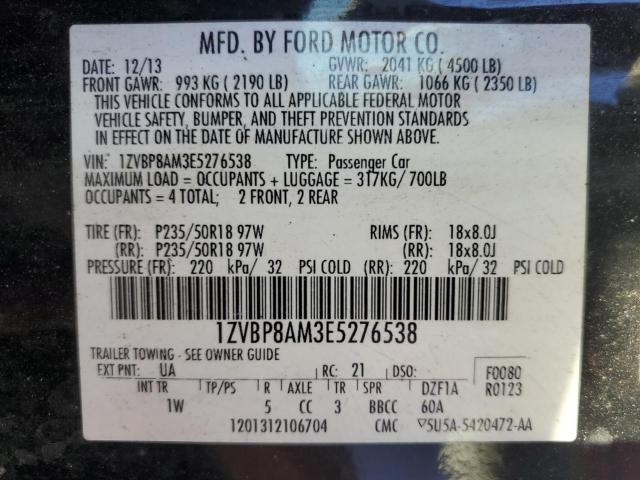 MFD. BY FORD MOTOR CO.
DATE: 12/13 GVWR: 2041 KG (4500 LB)
FRONT GAWR: 993 KG (2190 LB) REAR GAWR: 1066 KG (2350 LB)
THIS VEHICLE CONFORMS TO ALL APPLICABLE FEDERAL MOTOR
VEHICLE SAFETY, BUMPER, AND THEFT PREVENTION STANDARDS
IN EFFECT ON THE DATE OF MANUFACTURE SHOWN ABOVE.
VIN: 1ZVBP8AM3E5276538 TYPE: Passenger Car
MAXIMUM LOAD = OCCUPANTS + LUGGAGE = 317KG/700LB
OCCUPANTS = 4 TOTAL; 2 FRONT, 2 REAR
TIRE (FR): P235/50R18 97W RIMS (FR): 18x8.0J
(RR): P235/50R18 97W (RR): 18x8.0J
PRESSURE (FR): 220 kPa/ 32 PSI COLD (RR): 220 kPa/ 32 PSI COLD
1ZVBP8AM3E5276538
TRAILER TOWING - SEE OWNER GUIDE
EXT PNT: UA RC: 21 DSO: F0080
INT TR TP/PS R AXLE TR SPR DZF1A R0123
1W 5 CC 3 BBCC 60A
1201312106704 CMC ▽5U5A-5420472-AA